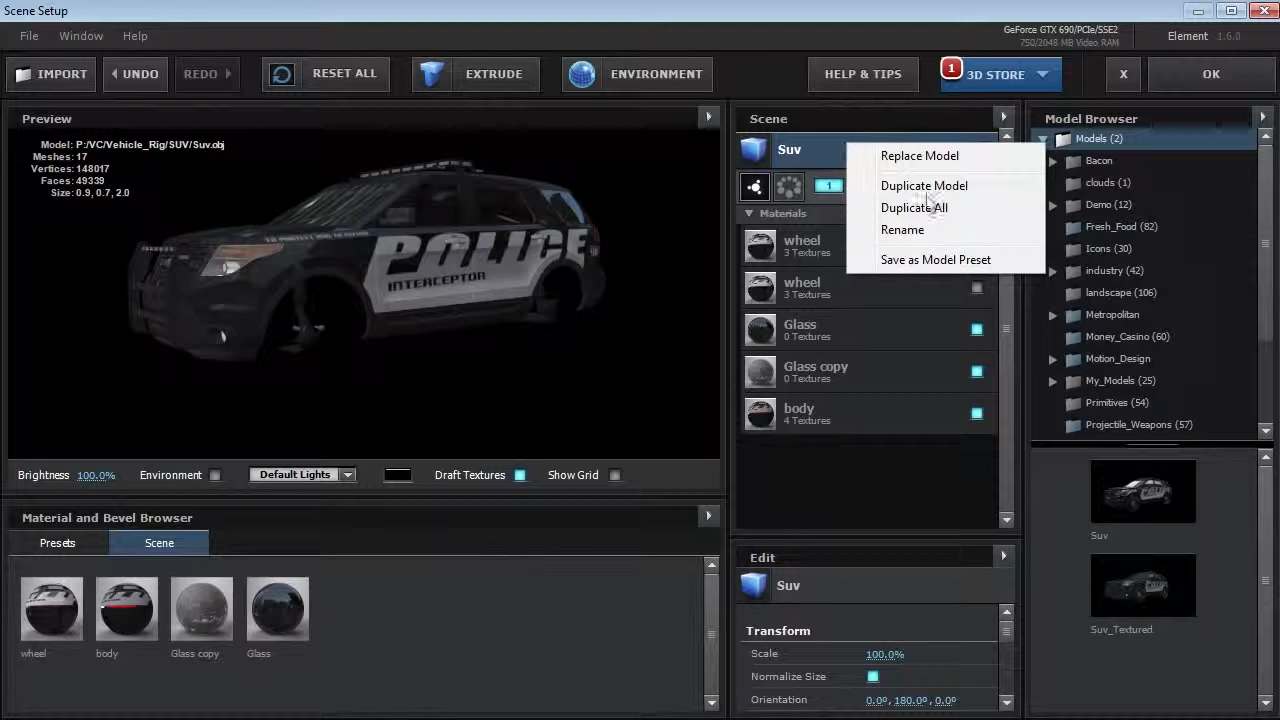 Scene Setup
File Window Help
GeForce GTX 690/PCIe/SSE2
750/2048 MB Video RAM
Element 1.6.0
IMPORT UNDO REDO RESET ALL EXTRUDE ENVIRONMENT HELP & TIPS 1 3D STORE X OK
Preview
Model: P:/VC/Vehicle_Rig/SUV/Suv.obj
Meshes: 17
Vertices: 148017
Faces: 49339
Size: 0.9, 0.7, 2.0
POLICE
INTERCEPTOR
Brightness 100.0% Environment Default Lights Draft Textures Show Grid
Material and Bevel Browser
Presets Scene
wheel body Glass copy Glass
Scene
Suv
1
Materials
wheel
3 Textures
wheel
3 Textures
Glass
0 Textures
Glass copy
0 Textures
body
4 Textures
Replace Model
Duplicate Model
Duplicate All
Rename
Save as Model Preset
Edit
Suv
Transform
Scale 100.0%
Normalize Size
Orientation 0.0º, 180.0º, 0.0º
Model Browser
Models (2)
Bacon
clouds (1)
Demo (12)
Fresh_Food (82)
Icons (30)
industry (42)
landscape (106)
Metropolitan
Money_Casino (60)
Motion_Design
My_Models (25)
Primitives (54)
Projectile_Weapons (57)
Suv
Suv_Textured